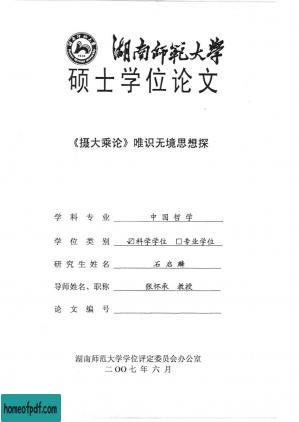 湖南师范大学
硕士学位论文
《摄大乘论》唯识无境思想探
学科专业 中国哲学
学位类别 ☑科学学位 □专业学位
研究生姓名 石启麟
导师姓名、职称 张怀承 教授
论文编号
湖南师范大学学位评定委员会办公室
二〇〇七年六月
homeofpdf.com